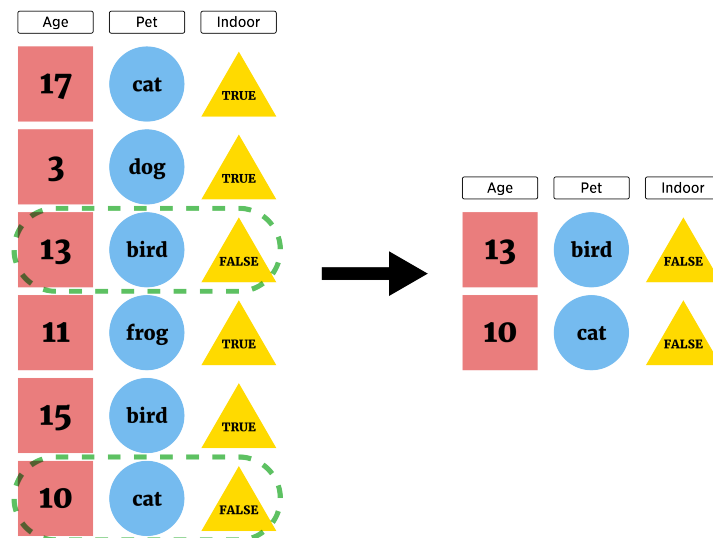 Age Pet Indoor
17 cat TRUE
3 dog TRUE
13 bird FALSE
11 frog TRUE
15 bird TRUE
10 cat FALSE
Age Pet Indoor
13 bird FALSE
10 cat FALSE